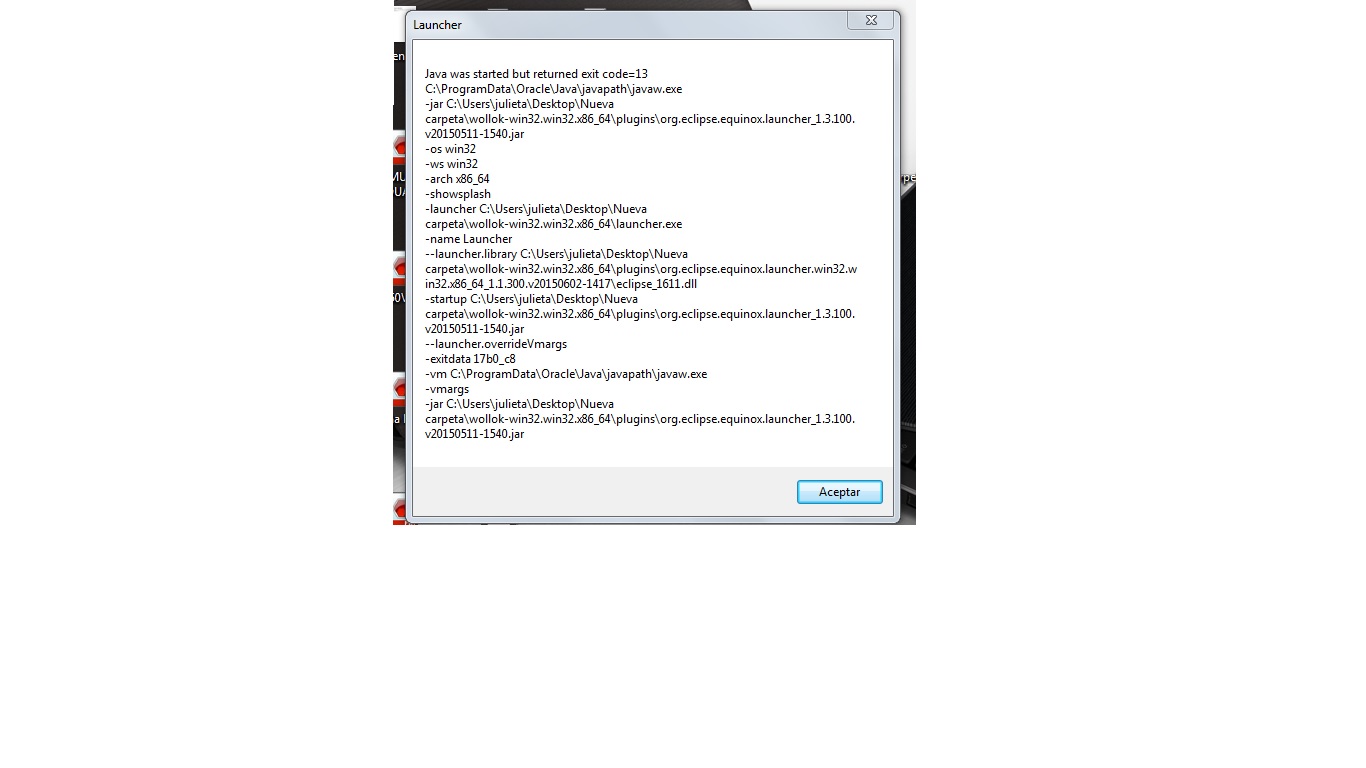 Launcher
Java was started but returned exit code=13
C:\ProgramData\Oracle\Java\javapath\javaw.exe
-jar C:\Users\julieta\Desktop\Nueva
carpeta\wollok-win32.win32.x86_64\plugins\org.eclipse.equinox.launcher_1.3.100.
v20150511-1540.jar
-os win32
-ws win32
-arch x86_64
-showsplash
-launcher C:\Users\julieta\Desktop\Nueva
carpeta\wollok-win32.win32.x86_64\launcher.exe
-name Launcher
--launcher.library C:\Users\julieta\Desktop\Nueva
carpeta\wollok-win32.win32.x86_64\plugins\org.eclipse.equinox.launcher.win32.w
in32.x86_64_1.1.300.v20150602-1417\eclipse_1611.dll
-startup C:\Users\julieta\Desktop\Nueva
carpeta\wollok-win32.win32.x86_64\plugins\org.eclipse.equinox.launcher_1.3.100.
v20150511-1540.jar
--launcher.overrideVmargs
-exitdata 17b0_c8
-vm C:\ProgramData\Oracle\Java\javapath\javaw.exe
-vmargs
-jar C:\Users\julieta\Desktop\Nueva
carpeta\wollok-win32.win32.x86_64\plugins\org.eclipse.equinox.launcher_1.3.100.
v20150511-1540.jar
Aceptar